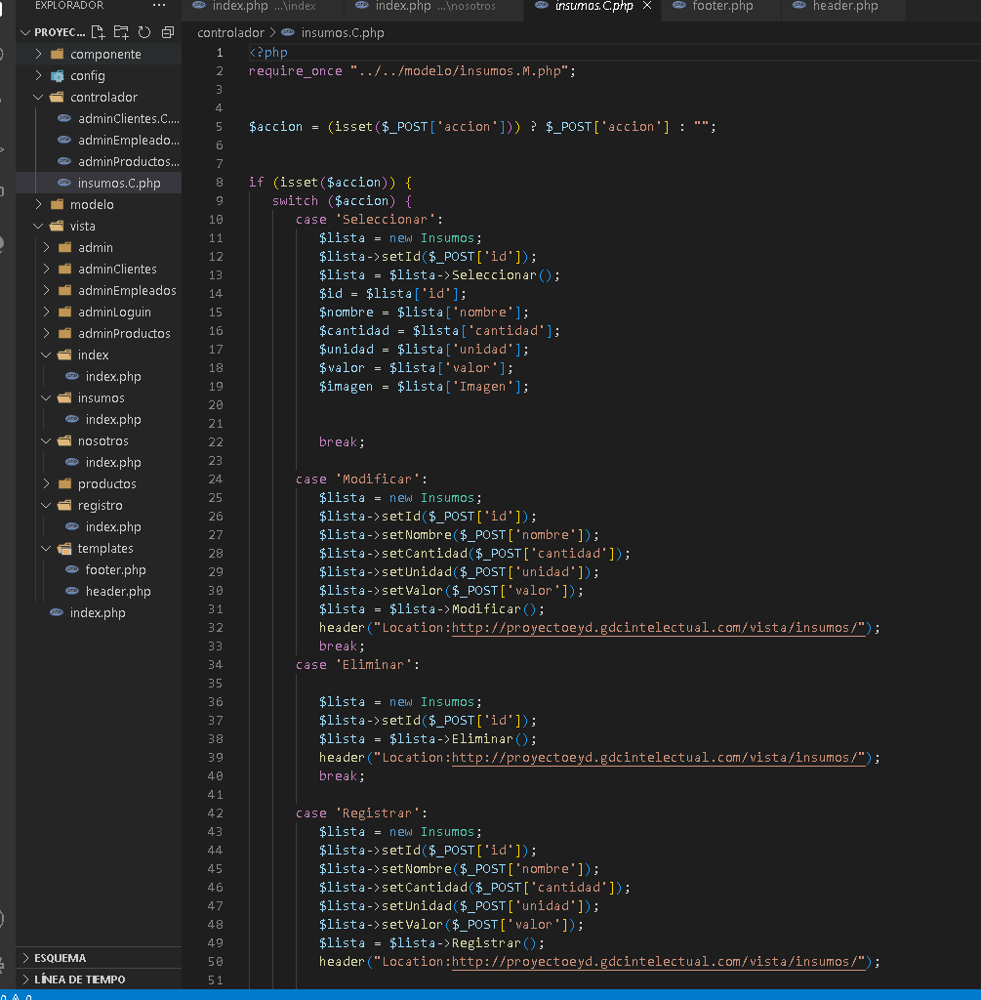 EXPLORADOR
index.php ...\index
index.php ...\nosotros
insumos.C.php
footer.php
header.php
PROYEC...
controlador > insumos.C.php
componente
config
controlador
adminClientes.C....
adminEmpleado...
adminProductos...
insumos.C.php
modelo
vista
admin
adminClientes
adminEmpleados
adminLoguin
adminProductos
index
index.php
insumos
index.php
nosotros
index.php
productos
registro
index.php
templates
footer.php
header.php
index.php
ESQUEMA
LÍNEA DE TIEMPO
1 <?php
2 require_once "../../modelo/insumos.M.php";
3
4
5 $accion = (isset($_POST['accion'])) ? $_POST['accion'] : "";
6
7
8 if (isset($accion)) {
9 switch ($accion) {
10 case 'Seleccionar':
11 $lista = new Insumos;
12 $lista->setId($_POST['id']);
13 $lista = $lista->Seleccionar();
14 $id = $lista['id'];
15 $nombre = $lista['nombre'];
16 $cantidad = $lista['cantidad'];
17 $unidad = $lista['unidad'];
18 $valor = $lista['valor'];
19 $imagen = $lista['Imagen'];
20
21
22 break;
23
24 case 'Modificar':
25 $lista = new Insumos;
26 $lista->setId($_POST['id']);
27 $lista->setNombre($_POST['nombre']);
28 $lista->setCantidad($_POST['cantidad']);
29 $lista->setUnidad($_POST['unidad']);
30 $lista->setValor($_POST['valor']);
31 $lista = $lista->Modificar();
32 header("Location:http://proyectoeyd.gdcintelectual.com/vista/insumos/");
33 break;
34 case 'Eliminar':
35
36 $lista = new Insumos;
37 $lista->setId($_POST['id']);
38 $lista = $lista->Eliminar();
39 header("Location:http://proyectoeyd.gdcintelectual.com/vista/insumos/");
40 break;
41
42 case 'Registrar':
43 $lista = new Insumos;
44 $lista->setId($_POST['id']);
45 $lista->setNombre($_POST['nombre']);
46 $lista->setCantidad($_POST['cantidad']);
47 $lista->setUnidad($_POST['unidad']);
48 $lista->setValor($_POST['valor']);
49 $lista = $lista->Registrar();
50 header("Location:http://proyectoeyd.gdcintelectual.com/vista/insumos/");
51